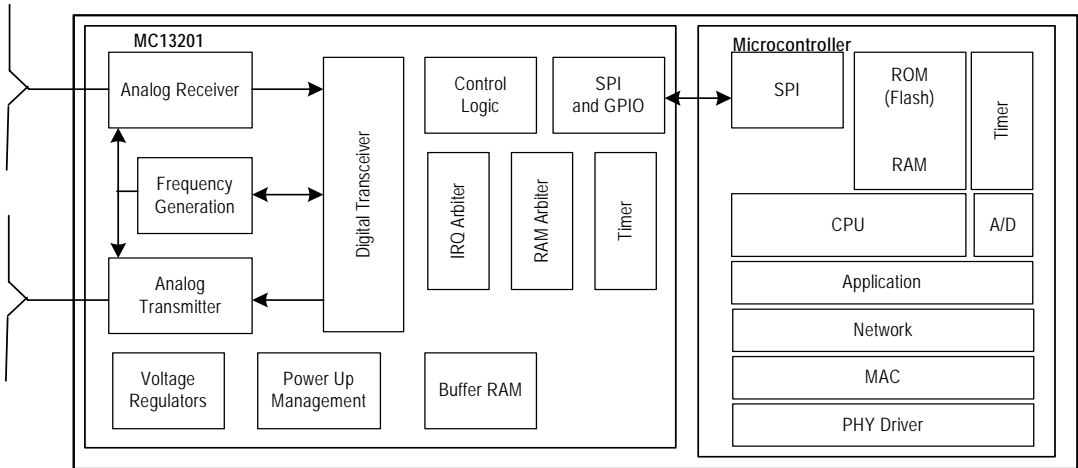 MC13201
Analog Receiver
Frequency
Generation
Analog
Transmitter
Digital Transceiver
Control
Logic
SPI
and GPIO
IRQ Arbiter
RAM Arbiter
Timer
Voltage
Regulators
Power Up
Management
Buffer RAM
Microcontroller
SPI
ROM
(Flash)
RAM
Timer
CPU
A/D
Application
Network
MAC
PHY Driver